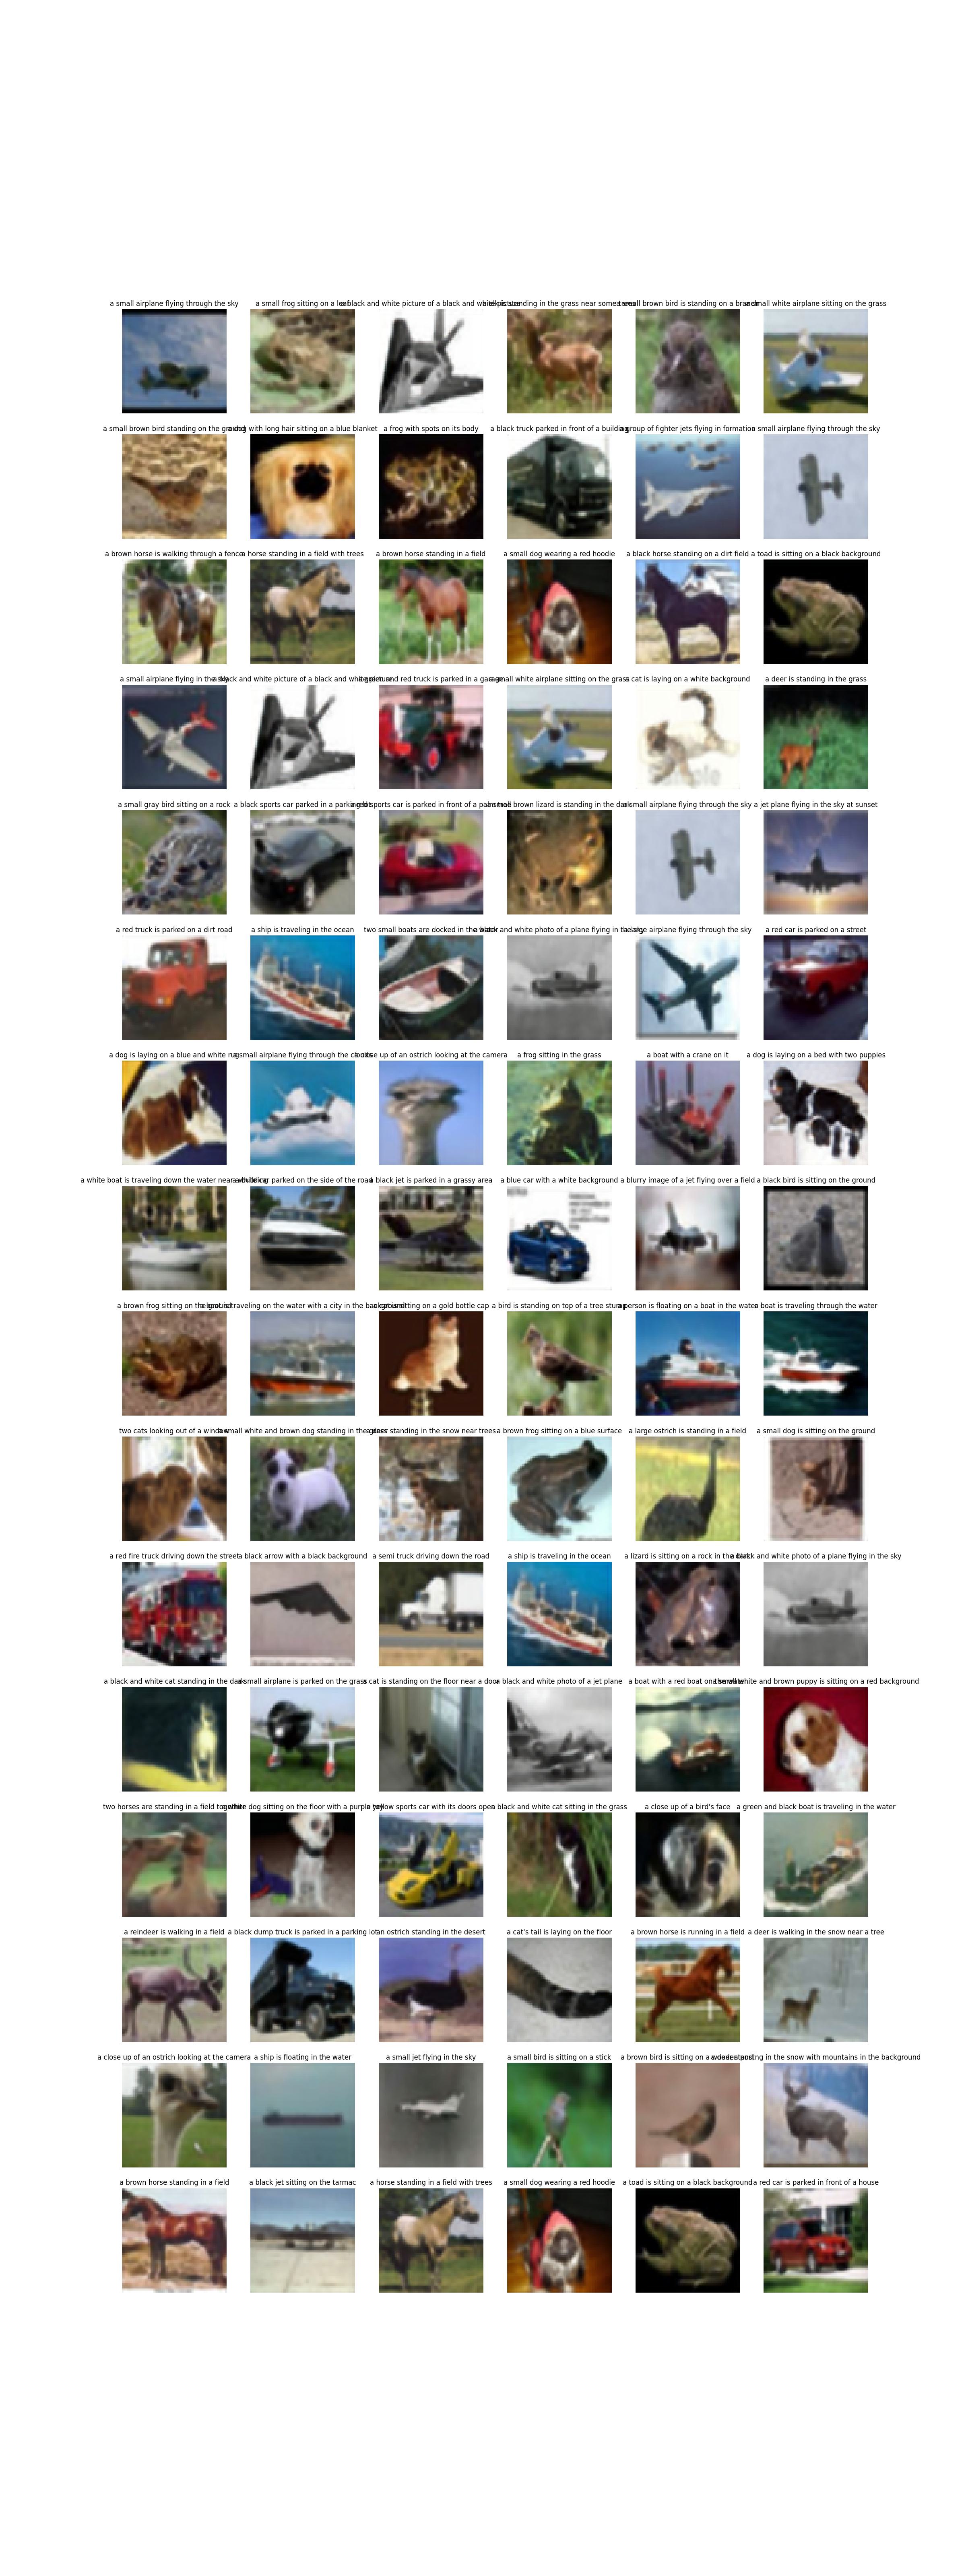 a small airplane flying through the sky
a small frog sitting on a leaf
a black and white picture of a black and white picture
is standing in the grass near some trees
a small brown bird is standing on a branch
a small white airplane sitting on the grass
a small brown bird standing on the ground
a dog with long hair sitting on a blue blanket
a frog with spots on its body
a black truck parked in front of a building
a group of fighter jets flying in formation
a small airplane flying through the sky
a brown horse is walking through a fence
a horse standing in a field with trees
a brown horse standing in a field
a small dog wearing a red hoodie
a black horse standing on a dirt field
a toad is sitting on a black background
a small airplane flying in the sky
a black and white picture of a black and white picture
a green and red truck is parked in a garage
a small white airplane sitting on the grass
a cat is laying on a white background
a deer is standing in the grass
a small gray bird sitting on a rock
a black sports car parked in a parking lot
a red sports car is parked in front of a palm tree
a small brown lizard is standing in the dark
a small airplane flying through the sky
a jet plane flying in the sky at sunset
a red truck is parked on a dirt road
a ship is traveling in the ocean
two small boats are docked in the water
a black and white photo of a plane flying in the sky
a large airplane flying through the sky
a red car is parked on a street
a dog is laying on a blue and white rug
a small airplane flying through the clouds
a close up of an ostrich looking at the camera
a frog sitting in the grass
a boat with a crane on it
a dog is laying on a bed with two puppies
a white boat is traveling down the water near a building
a white car parked on the side of the road
a black jet is parked in a grassy area
a blue car with a white background
a blurry image of a jet flying over a field
a black bird is sitting on the ground
a brown frog sitting on the ground
a boat is traveling on the water with a city in the background
a cat is sitting on a gold bottle cap
a bird is standing on top of a tree stump
a person is floating on a boat in the water
a boat is traveling through the water
two cats looking out of a window
a small white and brown dog standing in the grass
a deer standing in the snow near trees
a brown frog sitting on a blue surface
a large ostrich is standing in a field
a small dog is sitting on the ground
a red fire truck driving down the street
a black arrow with a black background
a semi truck driving down the road
a ship is traveling in the ocean
a lizard is sitting on a rock in the dark
a black and white photo of a plane flying in the sky
a black and white cat standing in the dark
a small airplane is parked on the grass
a cat is standing on the floor near a door
a black and white photo of a jet plane
a boat with a red boat on the water
a small white and brown puppy is sitting on a red background
two horses are standing in a field together
a white dog sitting on the floor with a purple toy
a yellow sports car with its doors open
a black and white cat sitting in the grass
a close up of a bird's face
a green and black boat is traveling in the water
a reindeer is walking in a field
a black dump truck is parked in a parking lot
an ostrich standing in the desert
a cat's tail is laying on the floor
a brown horse is running in a field
a deer is walking in the snow near a tree
a close up of an ostrich looking at the camera
a ship is floating in the water
a small jet flying in the sky
a small bird is sitting on a stick
a brown bird is sitting on a wooden post
a deer standing in the snow with mountains in the background
a brown horse standing in a field
a black jet sitting on the tarmac
a horse standing in a field with trees
a small dog wearing a red hoodie
a toad is sitting on a black background
a red car is parked in front of a house